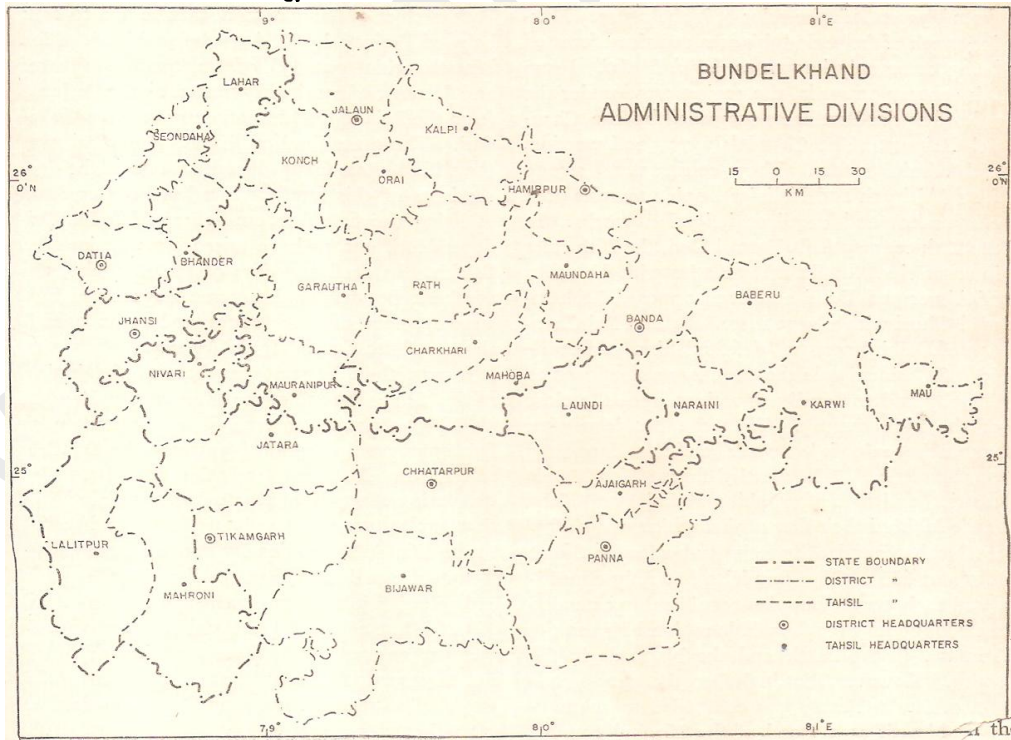 9°
80°
81°E
BUNDELKHAND
ADMINISTRATIVE DIVISIONS
15 0 15 30
KM
LAHAR
JALAUN
SEONDAHA
KALPI
KONCH
26°
0'N
ORAI
HAMIRPUR
26°
0'N
DATIA
BHANDER
MAUNDAHA
GARAUTHA
RATH
BABERU
JHANSI
BANDA
CHARKHARI
NIVARI
MAURANIPUR
MAHOBA
LAUNDI
NARAINI
KARWI
MAU
JATARA
25°
25°
CHHATARPUR
AJAIGARH
LALITPUR
TIKAMGARH
PANNA
MAHRONI
BIJAWAR
STATE BOUNDARY
DISTRICT "
TAHSIL "
DISTRICT HEADQUARTERS
TAHSIL HEADQUARTERS
79°
80°
81°E
th